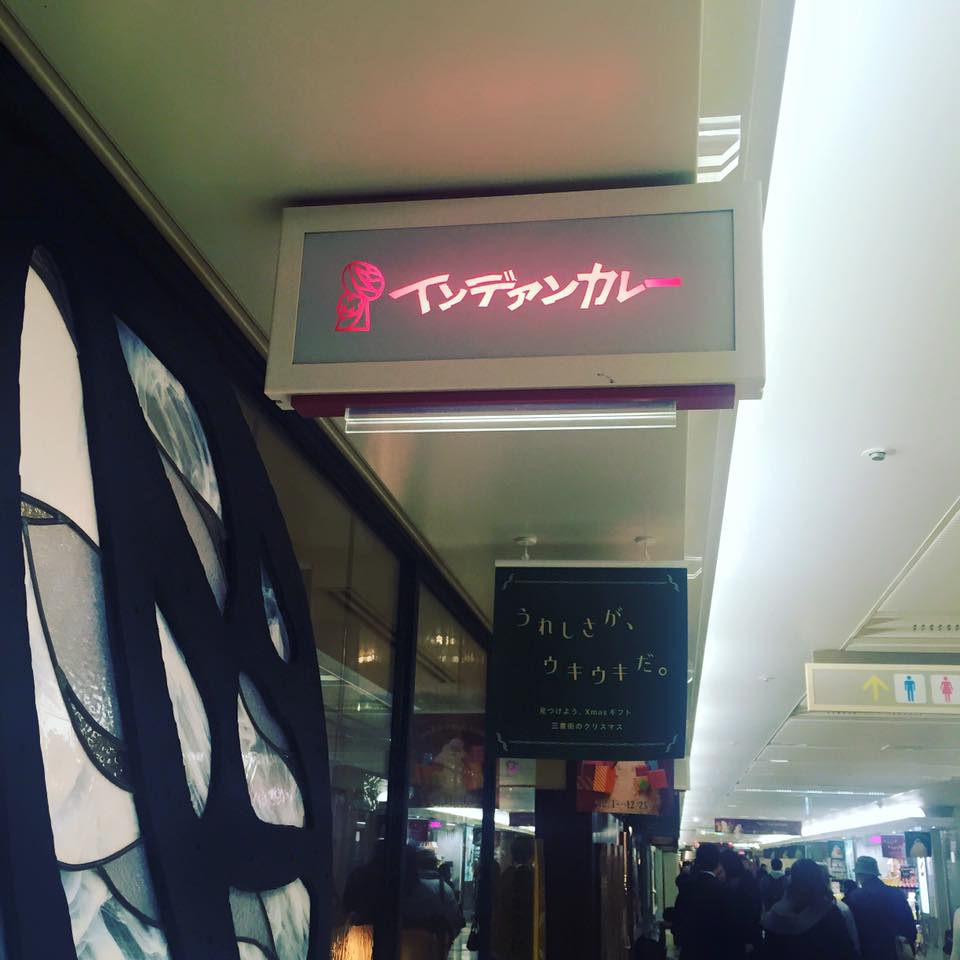 インデアンカレー
うれしさが、
ウキウキだ。
見つけよう、Xmasギフト
三番街のクリスマス
12.25